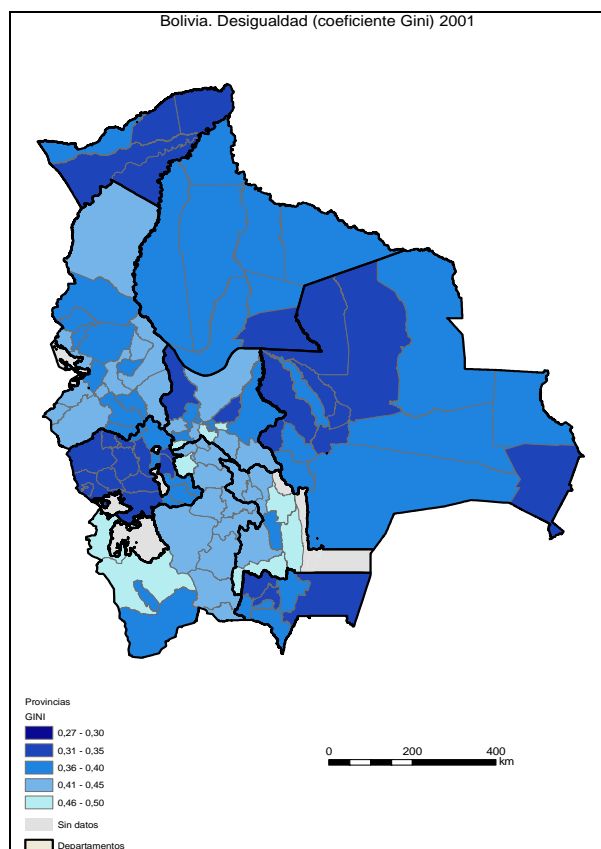 Bolivia. Desigualdad (coeficiente Gini) 2001
Provincias
GINI
0,27 - 0,30
0,31 - 0,35
0,36 - 0,40
0,41 - 0,45
0,46 - 0,50
Sin datos
Departamentos
0 200 400
km